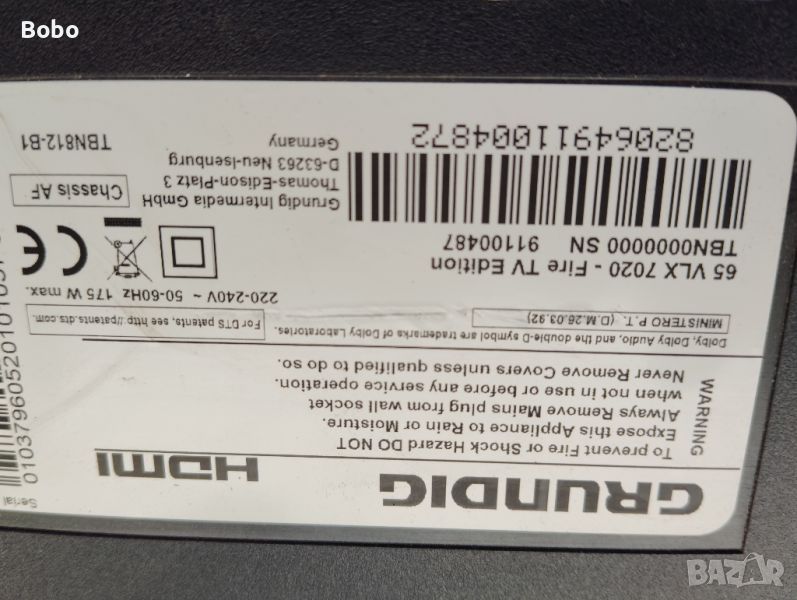 Bobo
GRUNDIG
HDMI
WARNING
To prevent Fire or Shock Hazard DO NOT
Expose this Appliance to Rain or Moisture.
Always Remove Mains plug from wall socket
when not in use or before any service operation.
Never Remove Covers unless qualified to do so.
Dolby, Dolby Audio, and the double-D symbol are trademarks of Dolby Laboratories.
MINISTERO P.T. (D.M.26.03.92)
For DTS patents, see http://patents.dts.com.
65 VLX 7020 - Fire TV Edition
220-240V ~ 50-60Hz 175 W max.
TBN0000000 SN 91100487
CE
Grundig Intermedia GmbH
Thomas-Edison-Platz 3
D-63263 Neu-Isenburg
Germany
Chassis AF
82064911004872
TBN812-B1
Serial
BAZAR